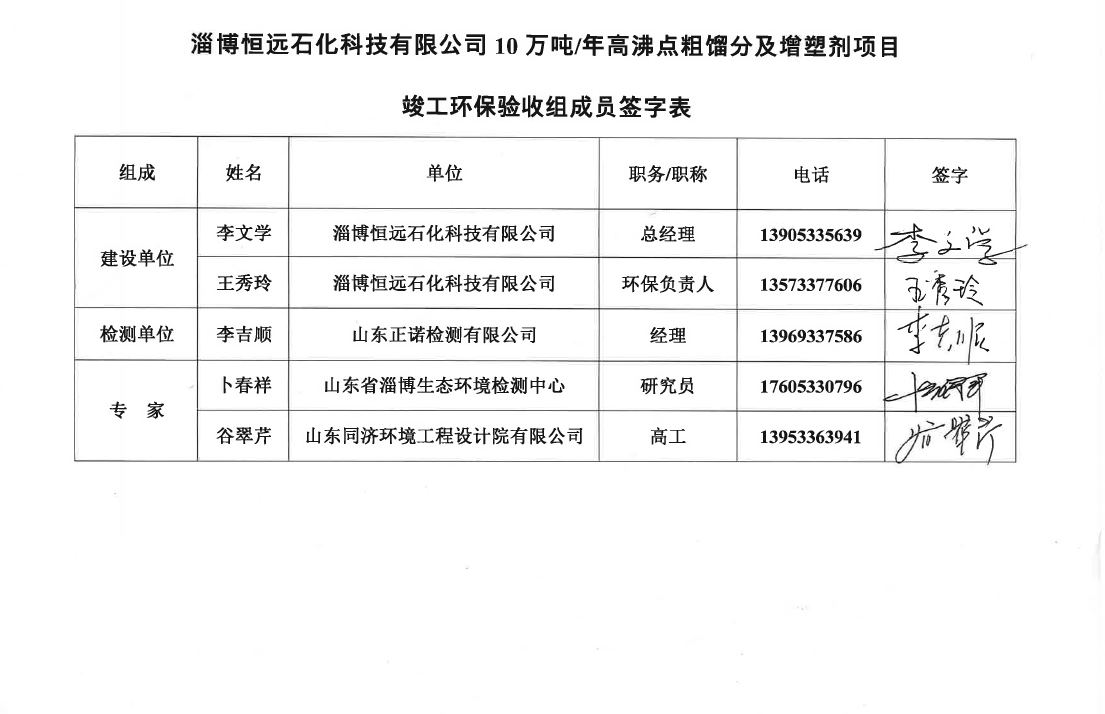 淄博恒远石化科技有限公司 10 万吨/年高沸点粗馏分及增塑剂项目
竣工环保验收组成员签字表
组成 姓名 单位 职务/职称 电话 签字
建设单位 李文学 淄博恒远石化科技有限公司 总经理 13905335639 李文学
王秀玲 淄博恒远石化科技有限公司 环保负责人 13573377606 王秀玲
检测单位 李吉顺 山东正诺检测有限公司 经理 13969337586 李吉顺
专 家 卜春祥 山东省淄博生态环境检测中心 研究员 17605330796
谷翠芹 山东同济环境工程设计院有限公司 高工 13953363941 谷翠芹